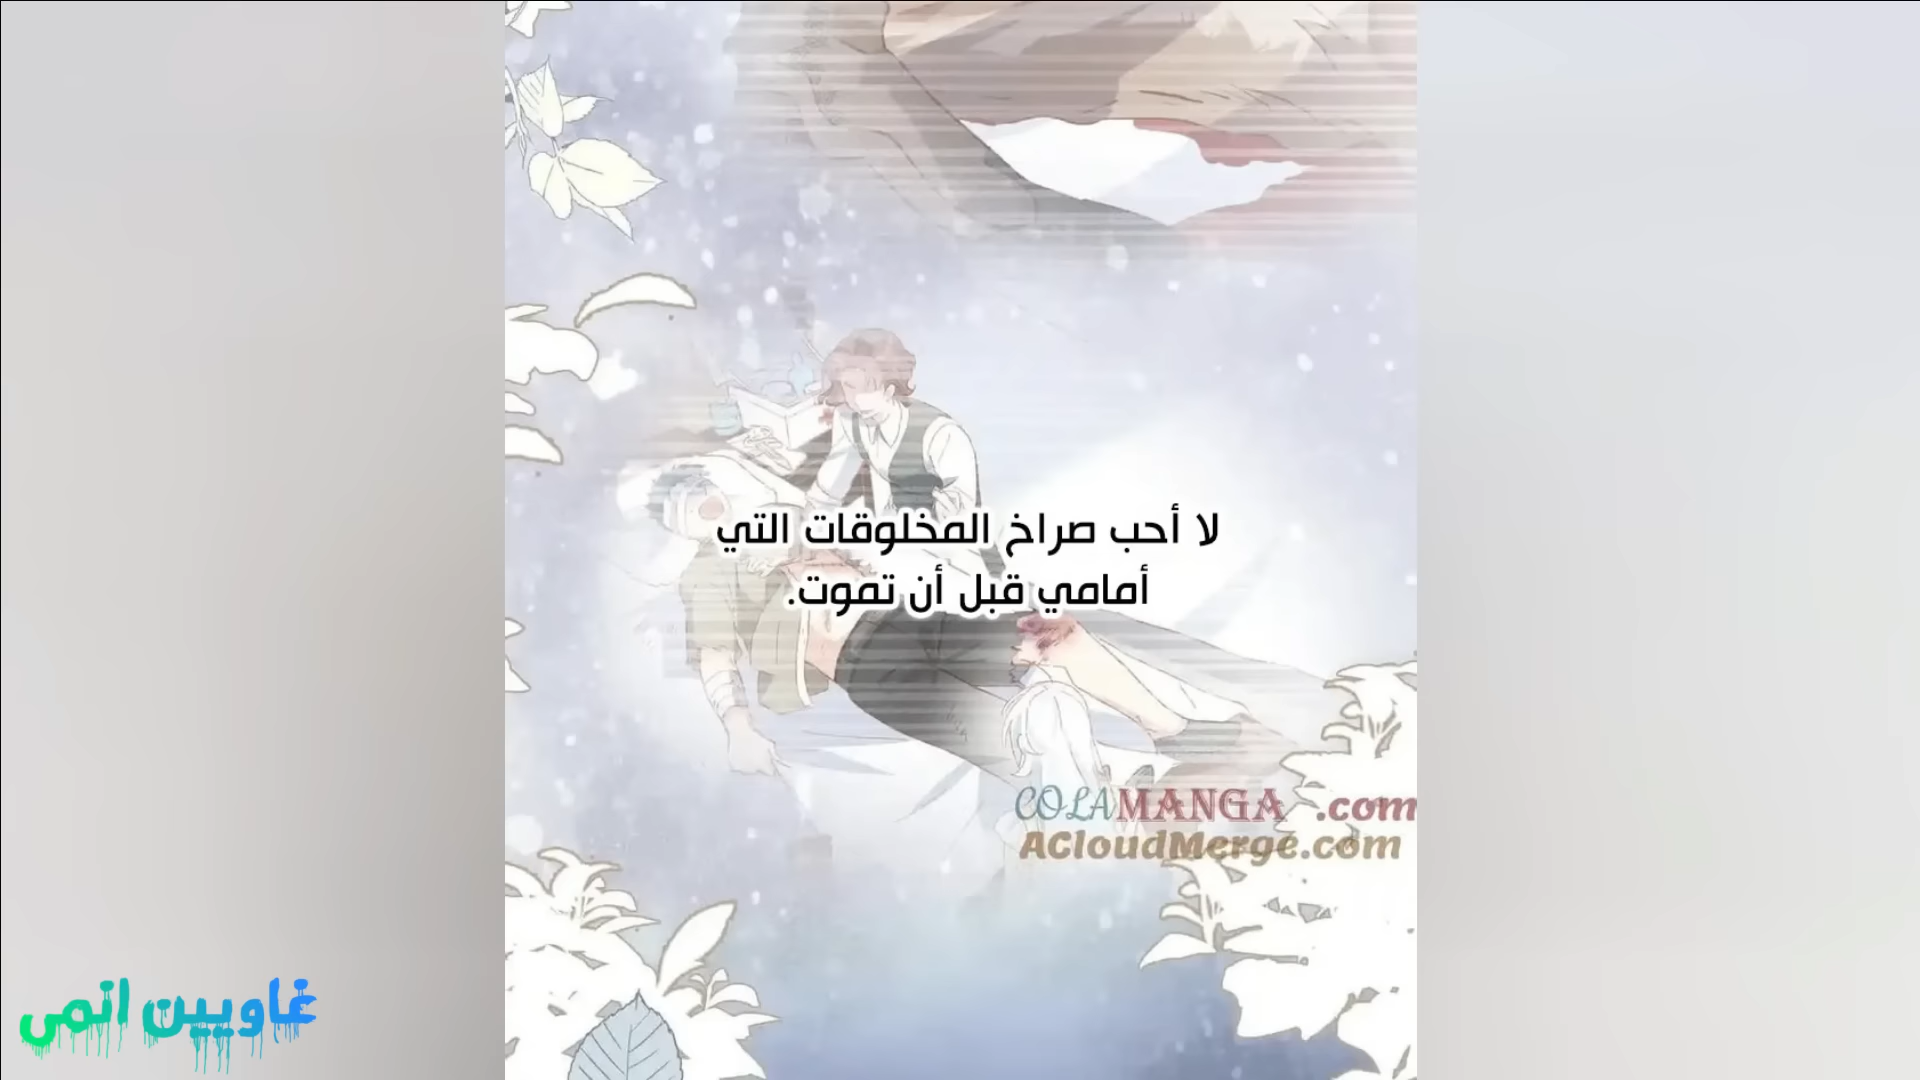 لا أحب صراخ المخلوقات التي
أمامي قبل أن تموت.
COLAMANGA .com
ACloudMerge.com
غاويين انمي